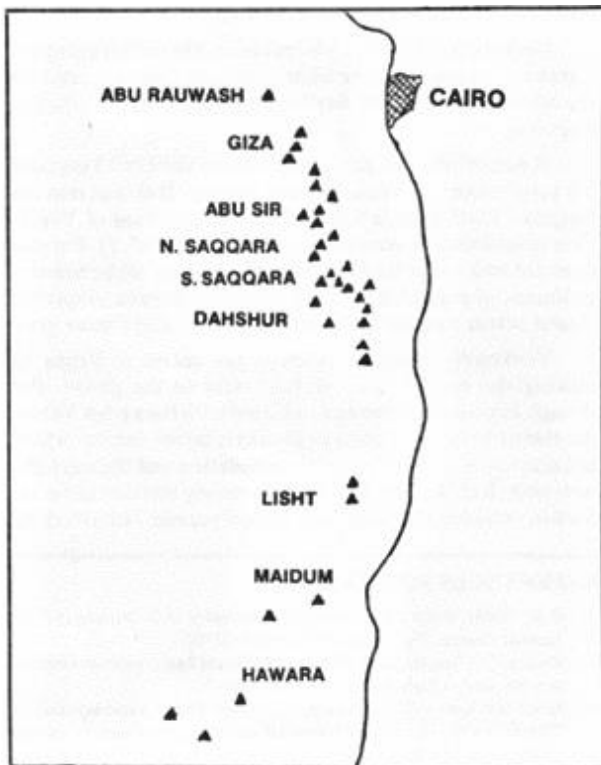 ABU RAUWASH
CAIRO
GIZA
ABU SIR
N. SAQQARA
S. SAQQARA
DAHSHUR
LISHT
MAIDUM
HAWARA